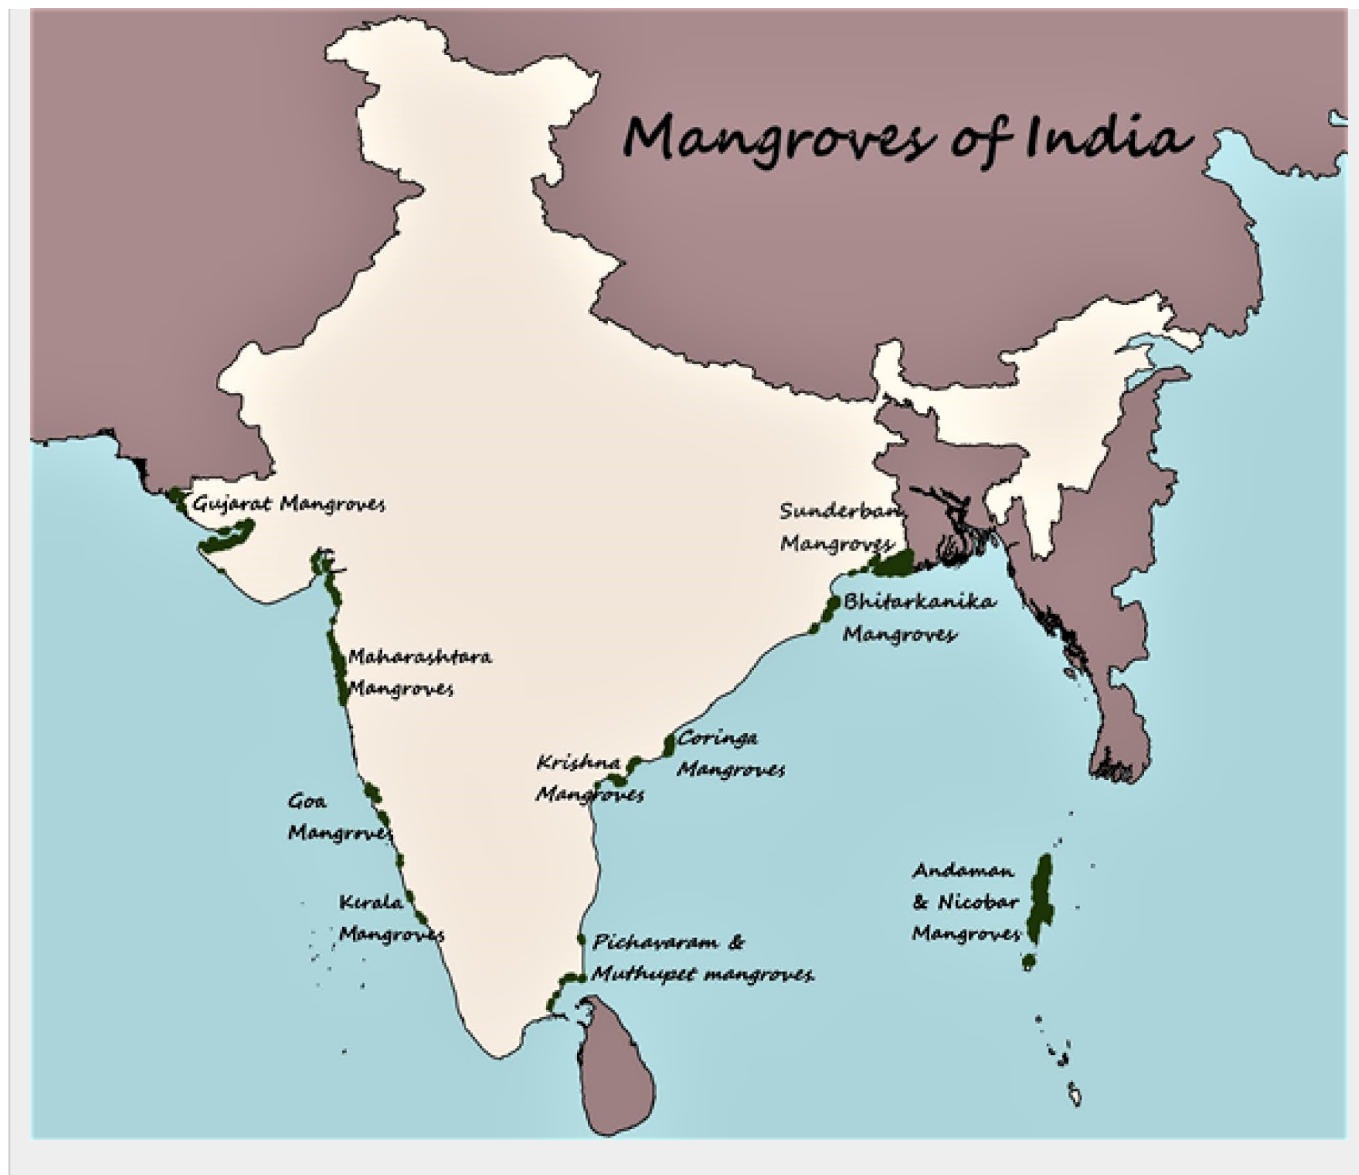 Mangroves of India
Gujarat Mangroves
Sunderban
Mangroves
Bhitarkanika
Mangroves
Maharashtara
Mangroves
Coringa
Mangroves
Krishna
Mangroves
Goa
Mangrves
Andaman
& Nicobar
Mangroves
Kerala
Mangroves
Pichavaram &
Muthupet mangroves.